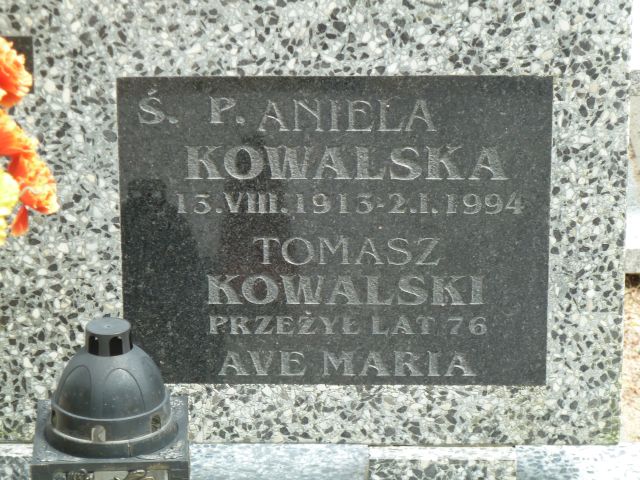 Ś. P. ANIELA
KOWALSKA
13.VIII.1913-2.I.1994
TOMASZ
KOWALSKI
PRZEŻYŁ LAT 76
AVE MARIA